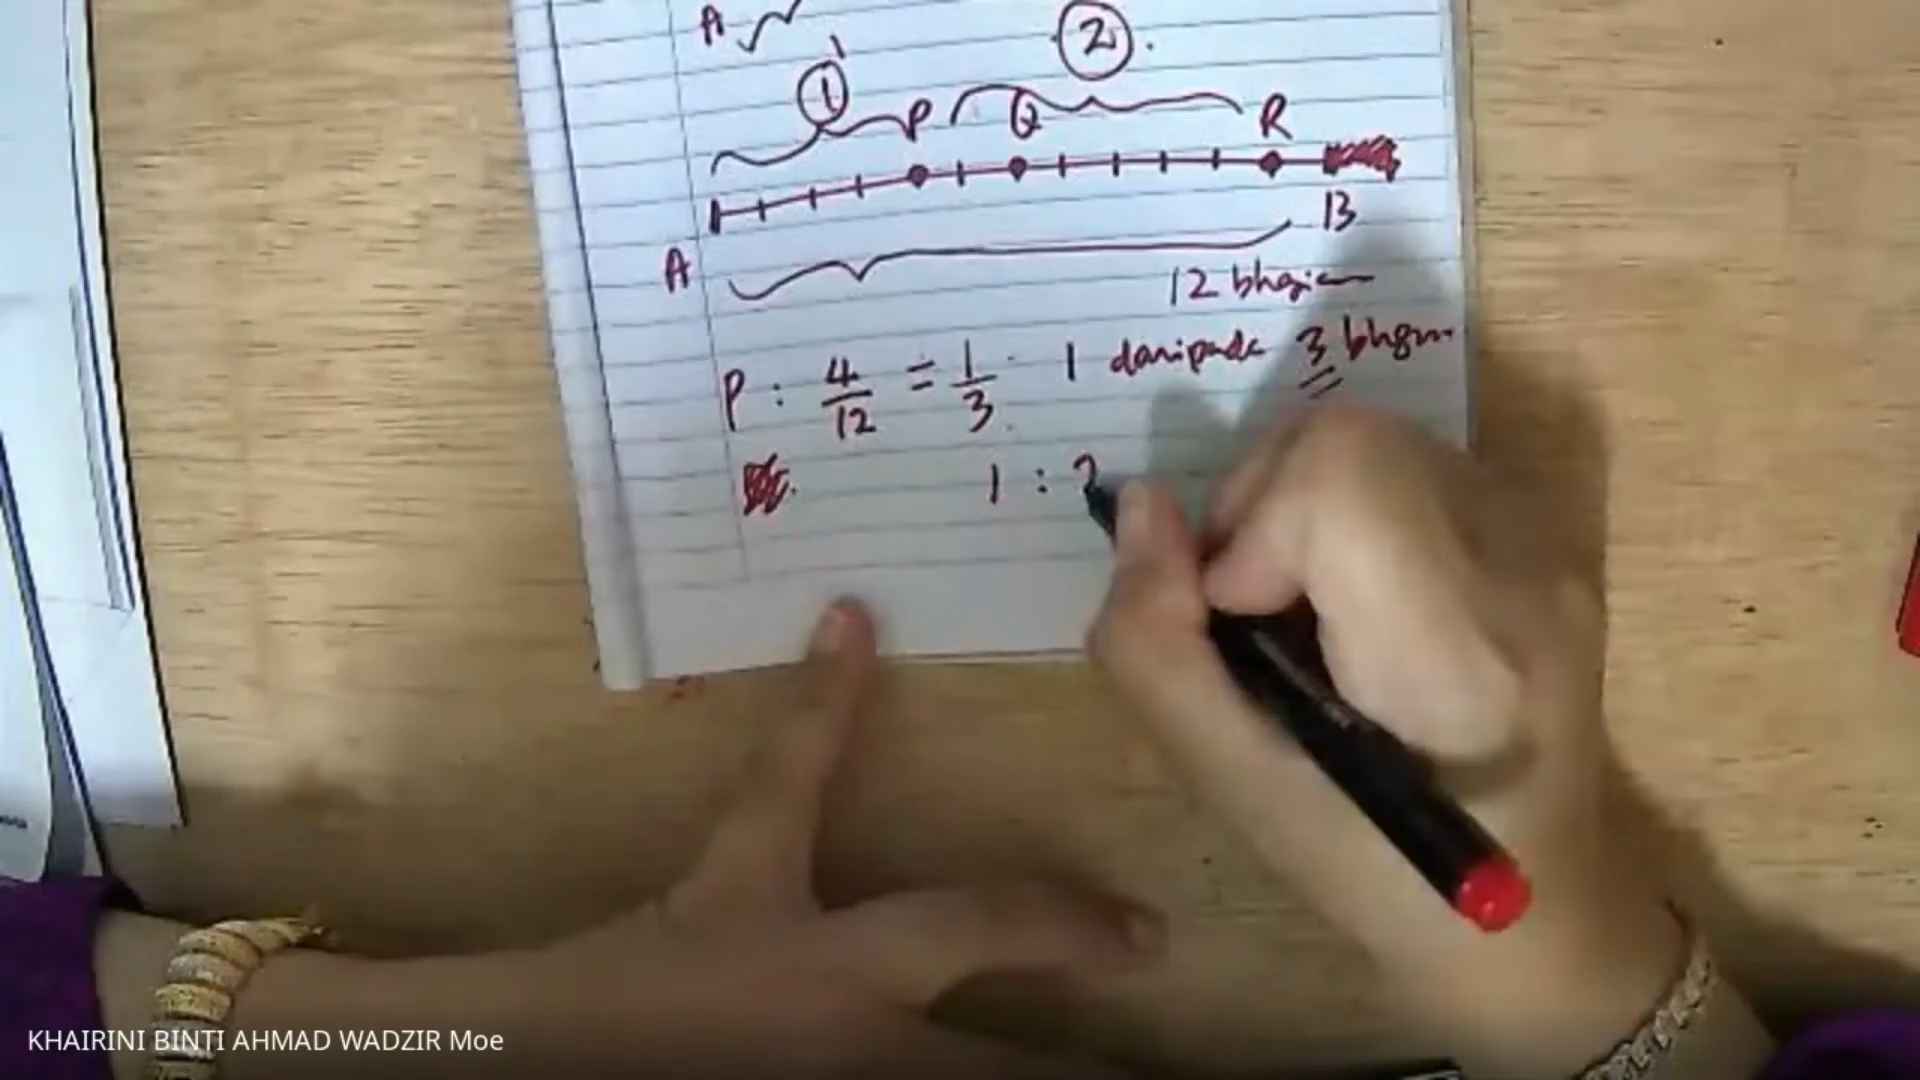 A
1 2
P Q R
A 13
12 bhgian
P : 4/12 = 1/3 1 daripada 3 bhgn.
1 : 2
KHAIRINI BINTI AHMAD WADZIR Moe